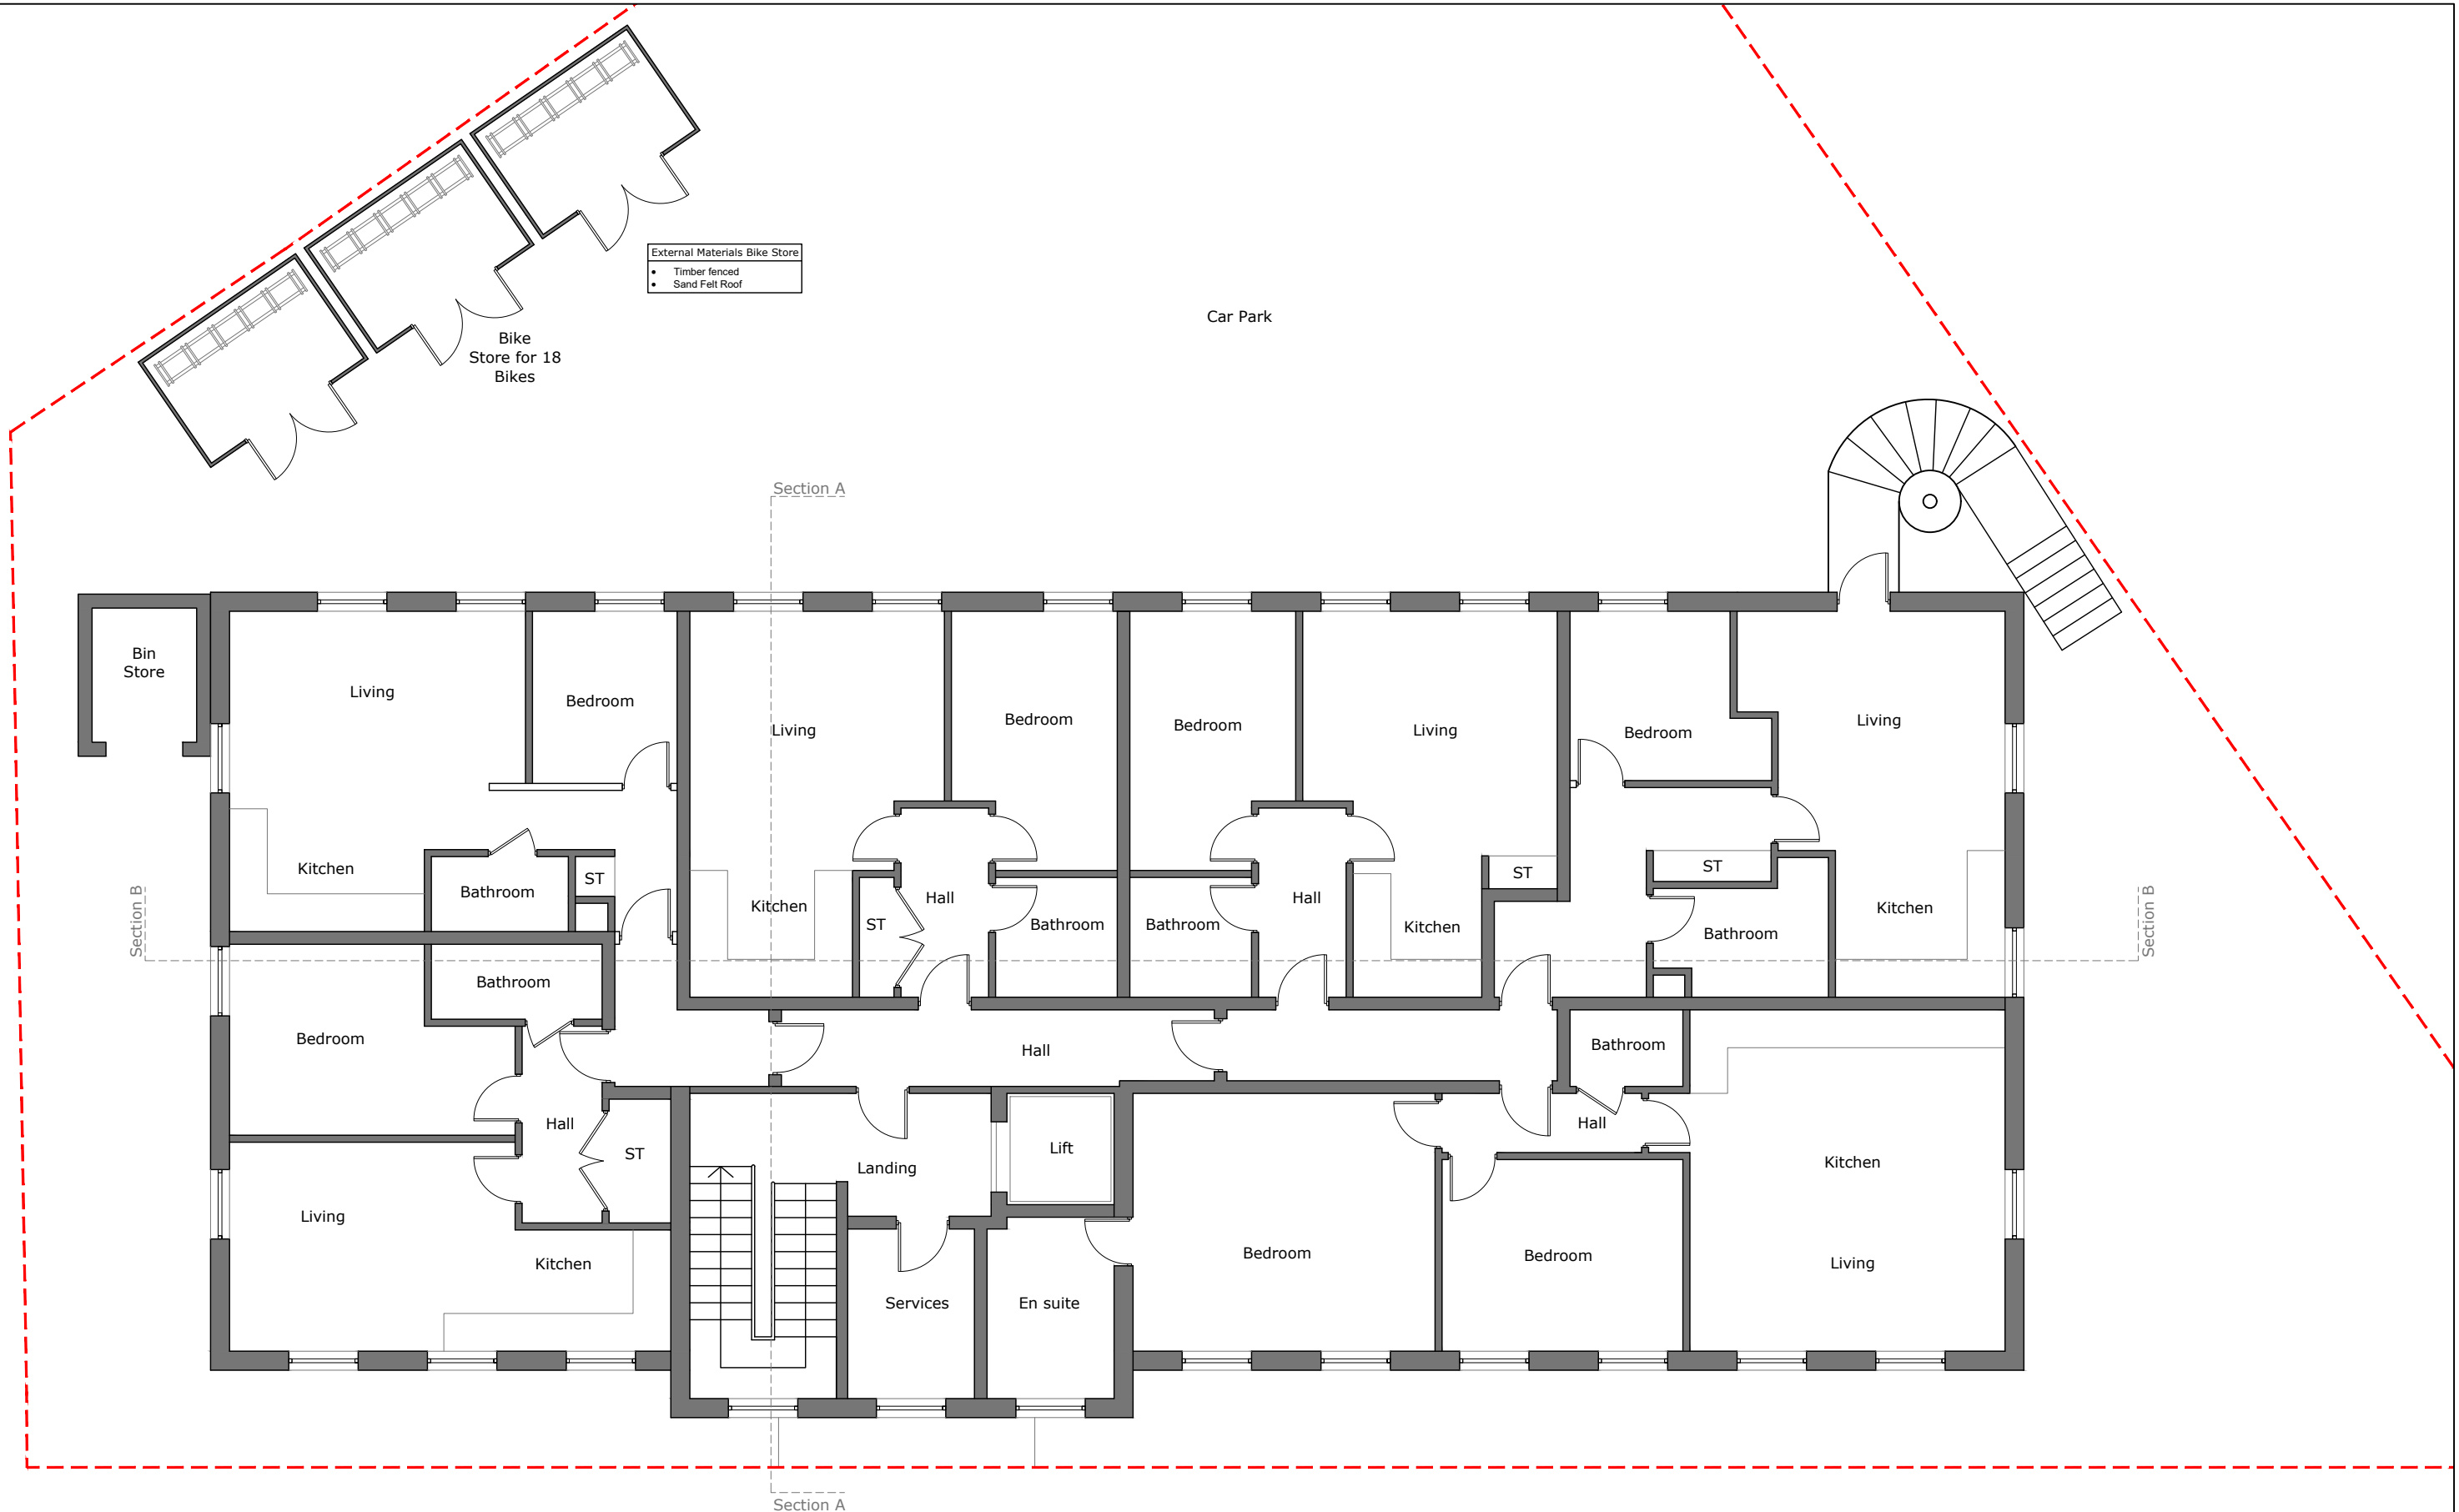 External Materials Bike Store
• Timber fenced
• Sand Felt Roof
Car Park
Bike
Store for 18
Bikes
Section A
Bin
Store
Living
Bedroom
Living
Bedroom
Bedroom
Living
Bedroom
Living
Kitchen
Bathroom
ST
Kitchen
ST
Hall
Bathroom
Bathroom
Hall
Kitchen
ST
ST
Bathroom
Kitchen
Section B
Section B
Bathroom
Bedroom
Hall
Bathroom
Hall
ST
Landing
Lift
Hall
Kitchen
Living
Kitchen
Services
En suite
Bedroom
Bedroom
Living
Section A